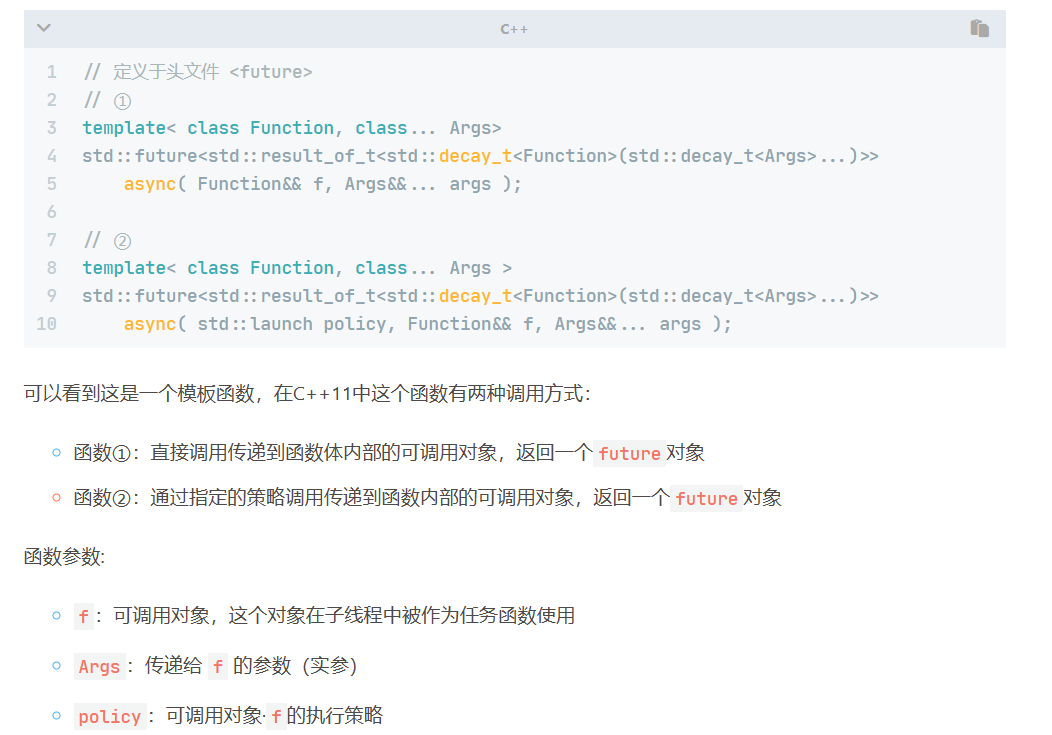 C++
1 // 定义于头文件 <future>
2 // ①
3 template< class Function, class... Args>
4 std::future<std::result_of_t<std::decay_t<Function>(std::decay_t<Args>...)>>
5 async( Function&& f, Args&&... args );
6
7 // ②
8 template< class Function, class... Args >
9 std::future<std::result_of_t<std::decay_t<Function>(std::decay_t<Args>...)>>
10 async( std::launch policy, Function&& f, Args&&... args );
可以看到这是一个模板函数，在C++11中这个函数有两种调用方式：
函数①：直接调用传递到函数体内部的可调用对象，返回一个future对象
函数②：通过指定的策略调用传递到函数内部的可调用对象，返回一个future对象
函数参数:
f：可调用对象，这个对象在子线程中被作为任务函数使用
Args：传递给 f 的参数（实参）
policy：可调用对象·f的执行策略